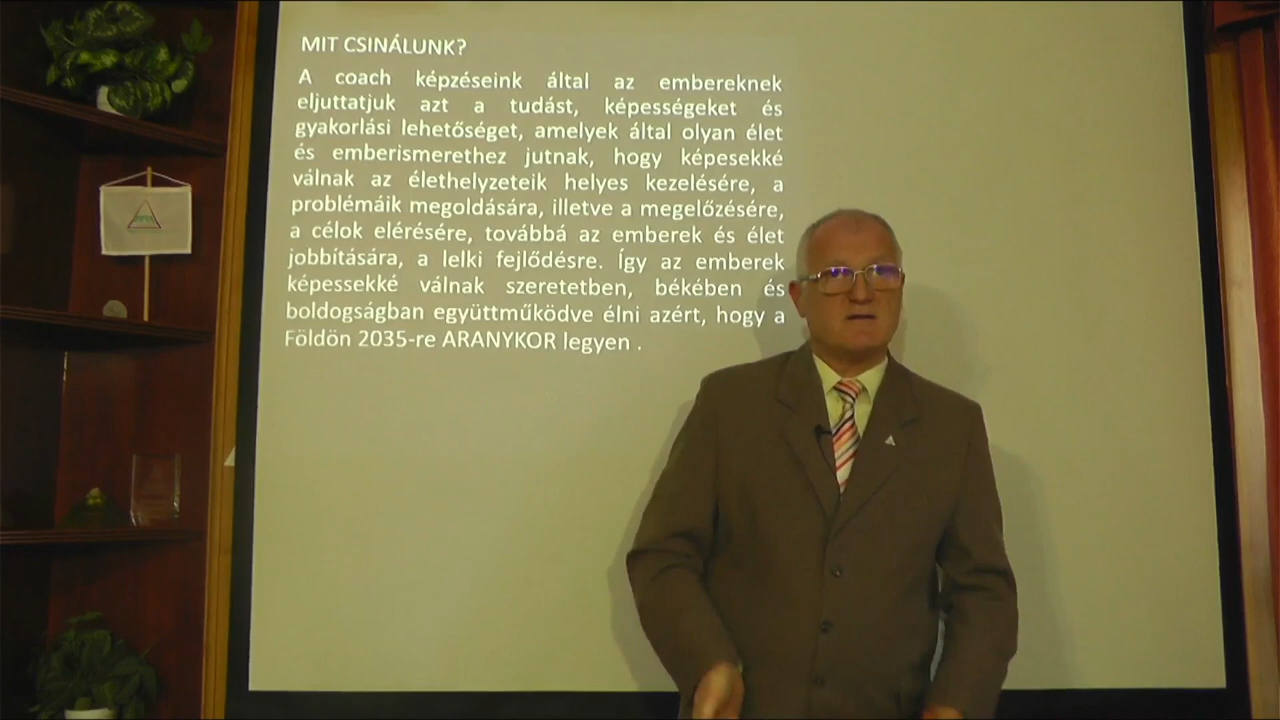 MIT CSINÁLUNK?
A coach képzéseink által az embereknek
eljuttatjuk azt a tudást, képességeket és
gyakorlási lehetőséget, amelyek által olyan élet
és emberismerethez jutnak, hogy képesekké
válnak az élethelyzeteik helyes kezelésére, a
problémáik megoldására, illetve a megelőzésére,
a célok elérésére, továbbá az emberek és élet
jobbítására, a lelki fejlődésre. Így az emberek
képessekké válnak szeretetben, békében és
boldogságban együttműködve élni azért, hogy a
Földön 2035-re ARANYKOR legyen .